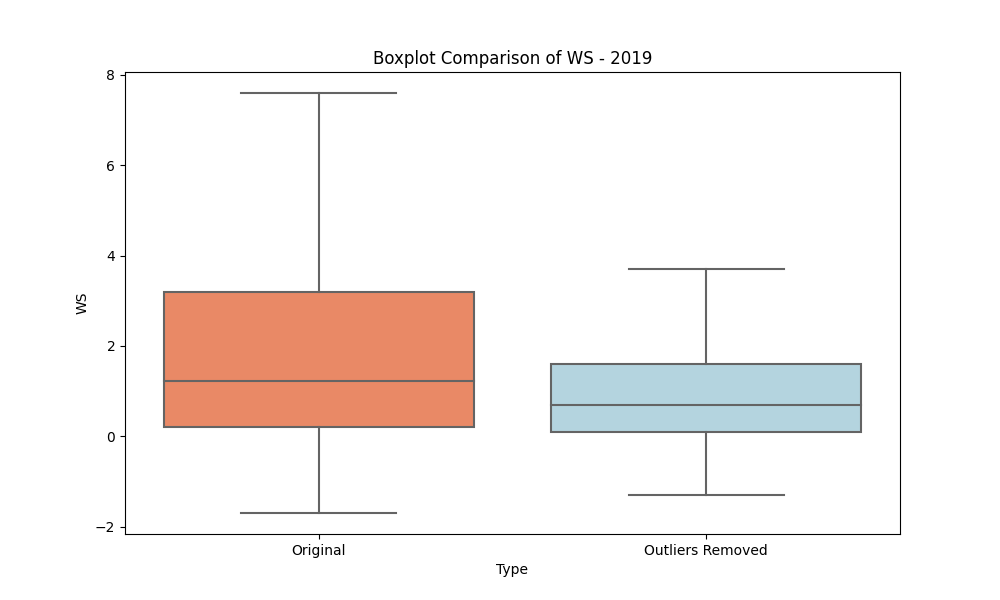 Boxplot Comparison of WS - 2019
8
6
4
2
0
−2
WS
Original
Outliers Removed
Type